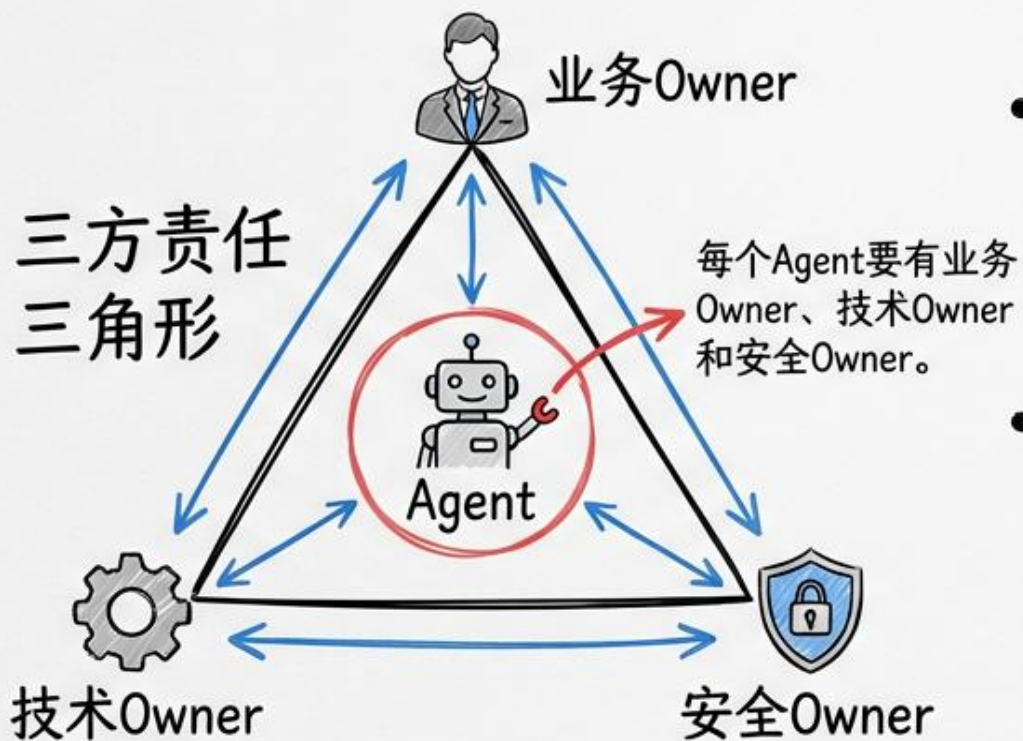 业务Owner
三方责任
三角形
每个Agent要有业务
Owner、技术Owner
和安全Owner。
Agent
技术Owner
安全Owner